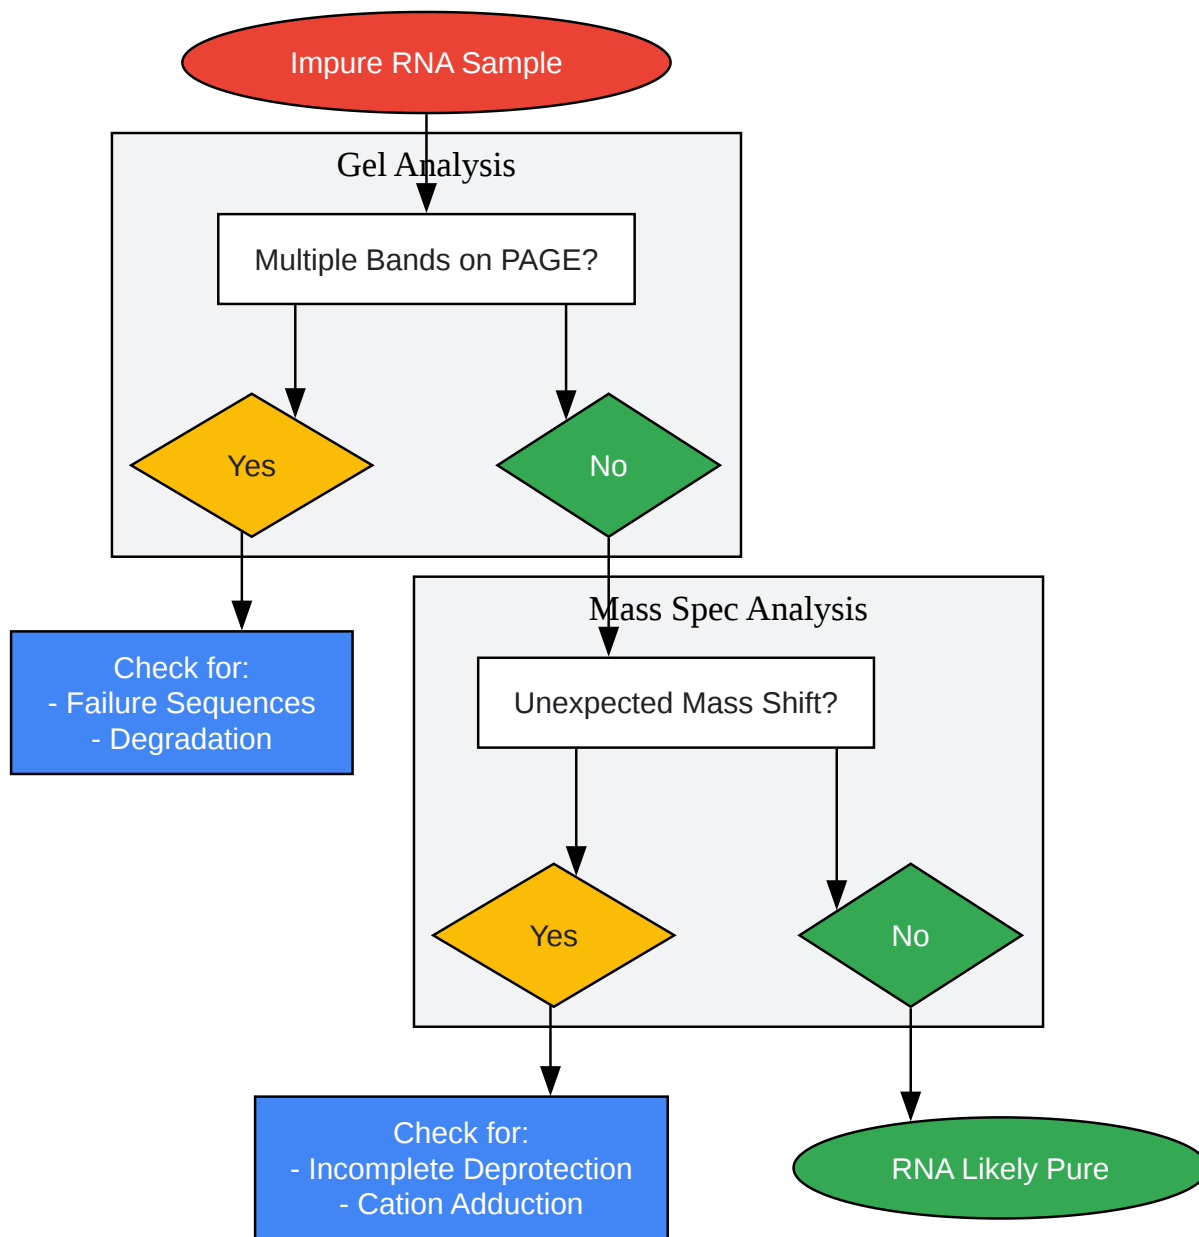 Impure RNA Sample
Gel Analysis
Multiple Bands on PAGE?
Yes
No
Check for:
- Failure Sequences
- Degradation
Mass Spec Analysis
Unexpected Mass Shift?
Yes
No
Check for:
- Incomplete Deprotection
- Cation Adduction
RNA Likely Pure